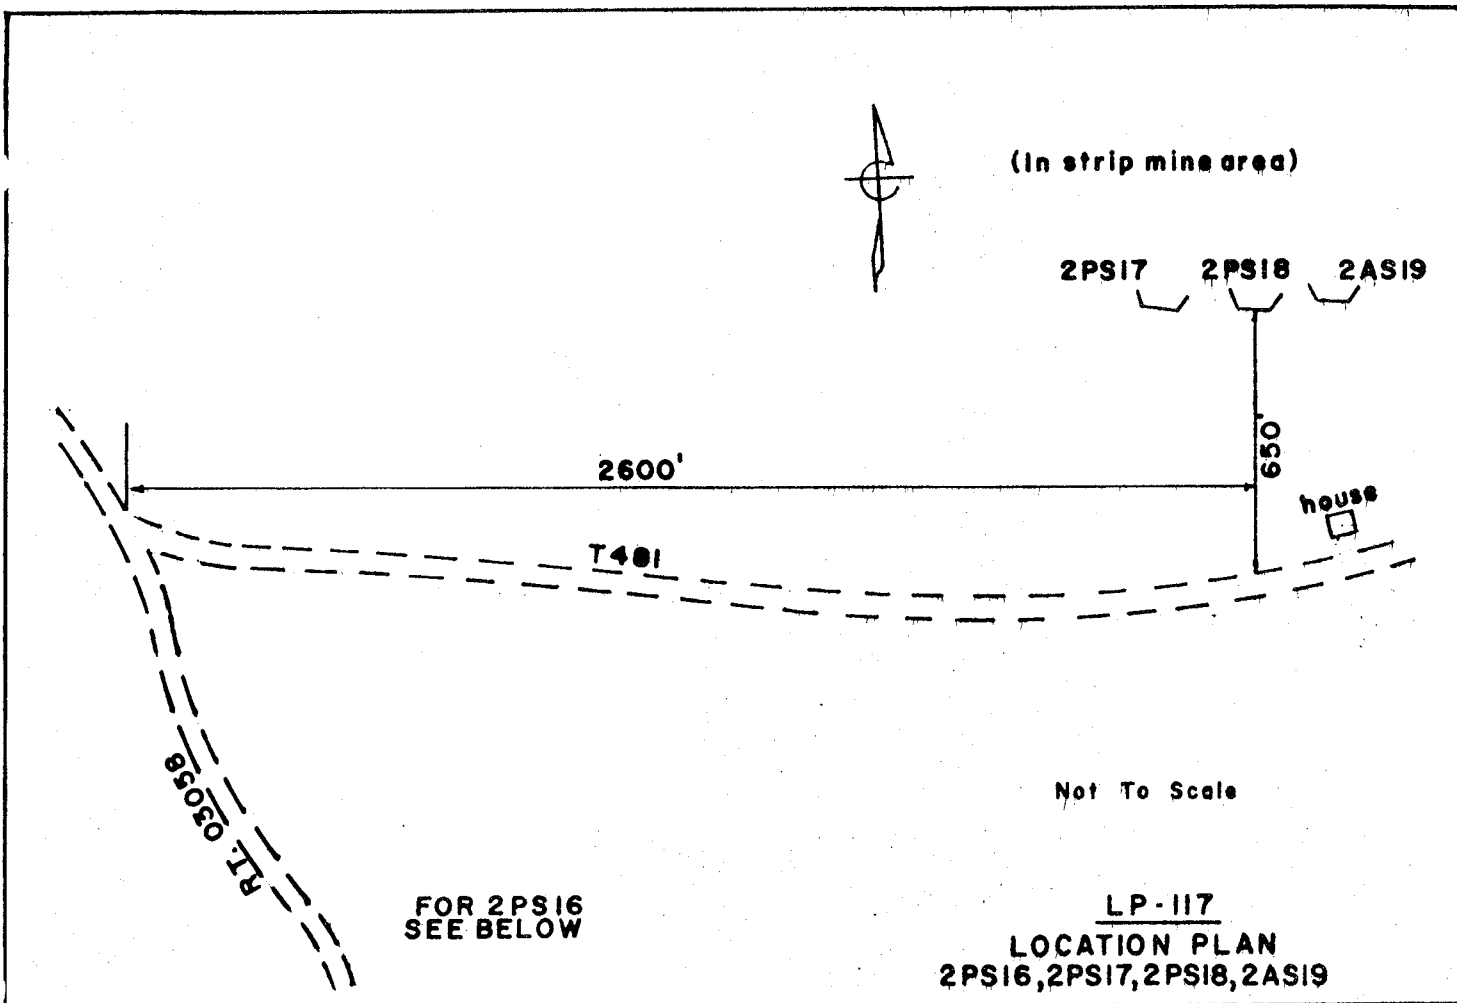 (In strip mine area)
2PS17 2PS18 2AS19
2600'
650'
house
T481
RT. 03058
Not To Scale
FOR 2PS16
SEE BELOW
LP-117
LOCATION PLAN
2PS16,2PS17,2PS18,2AS19